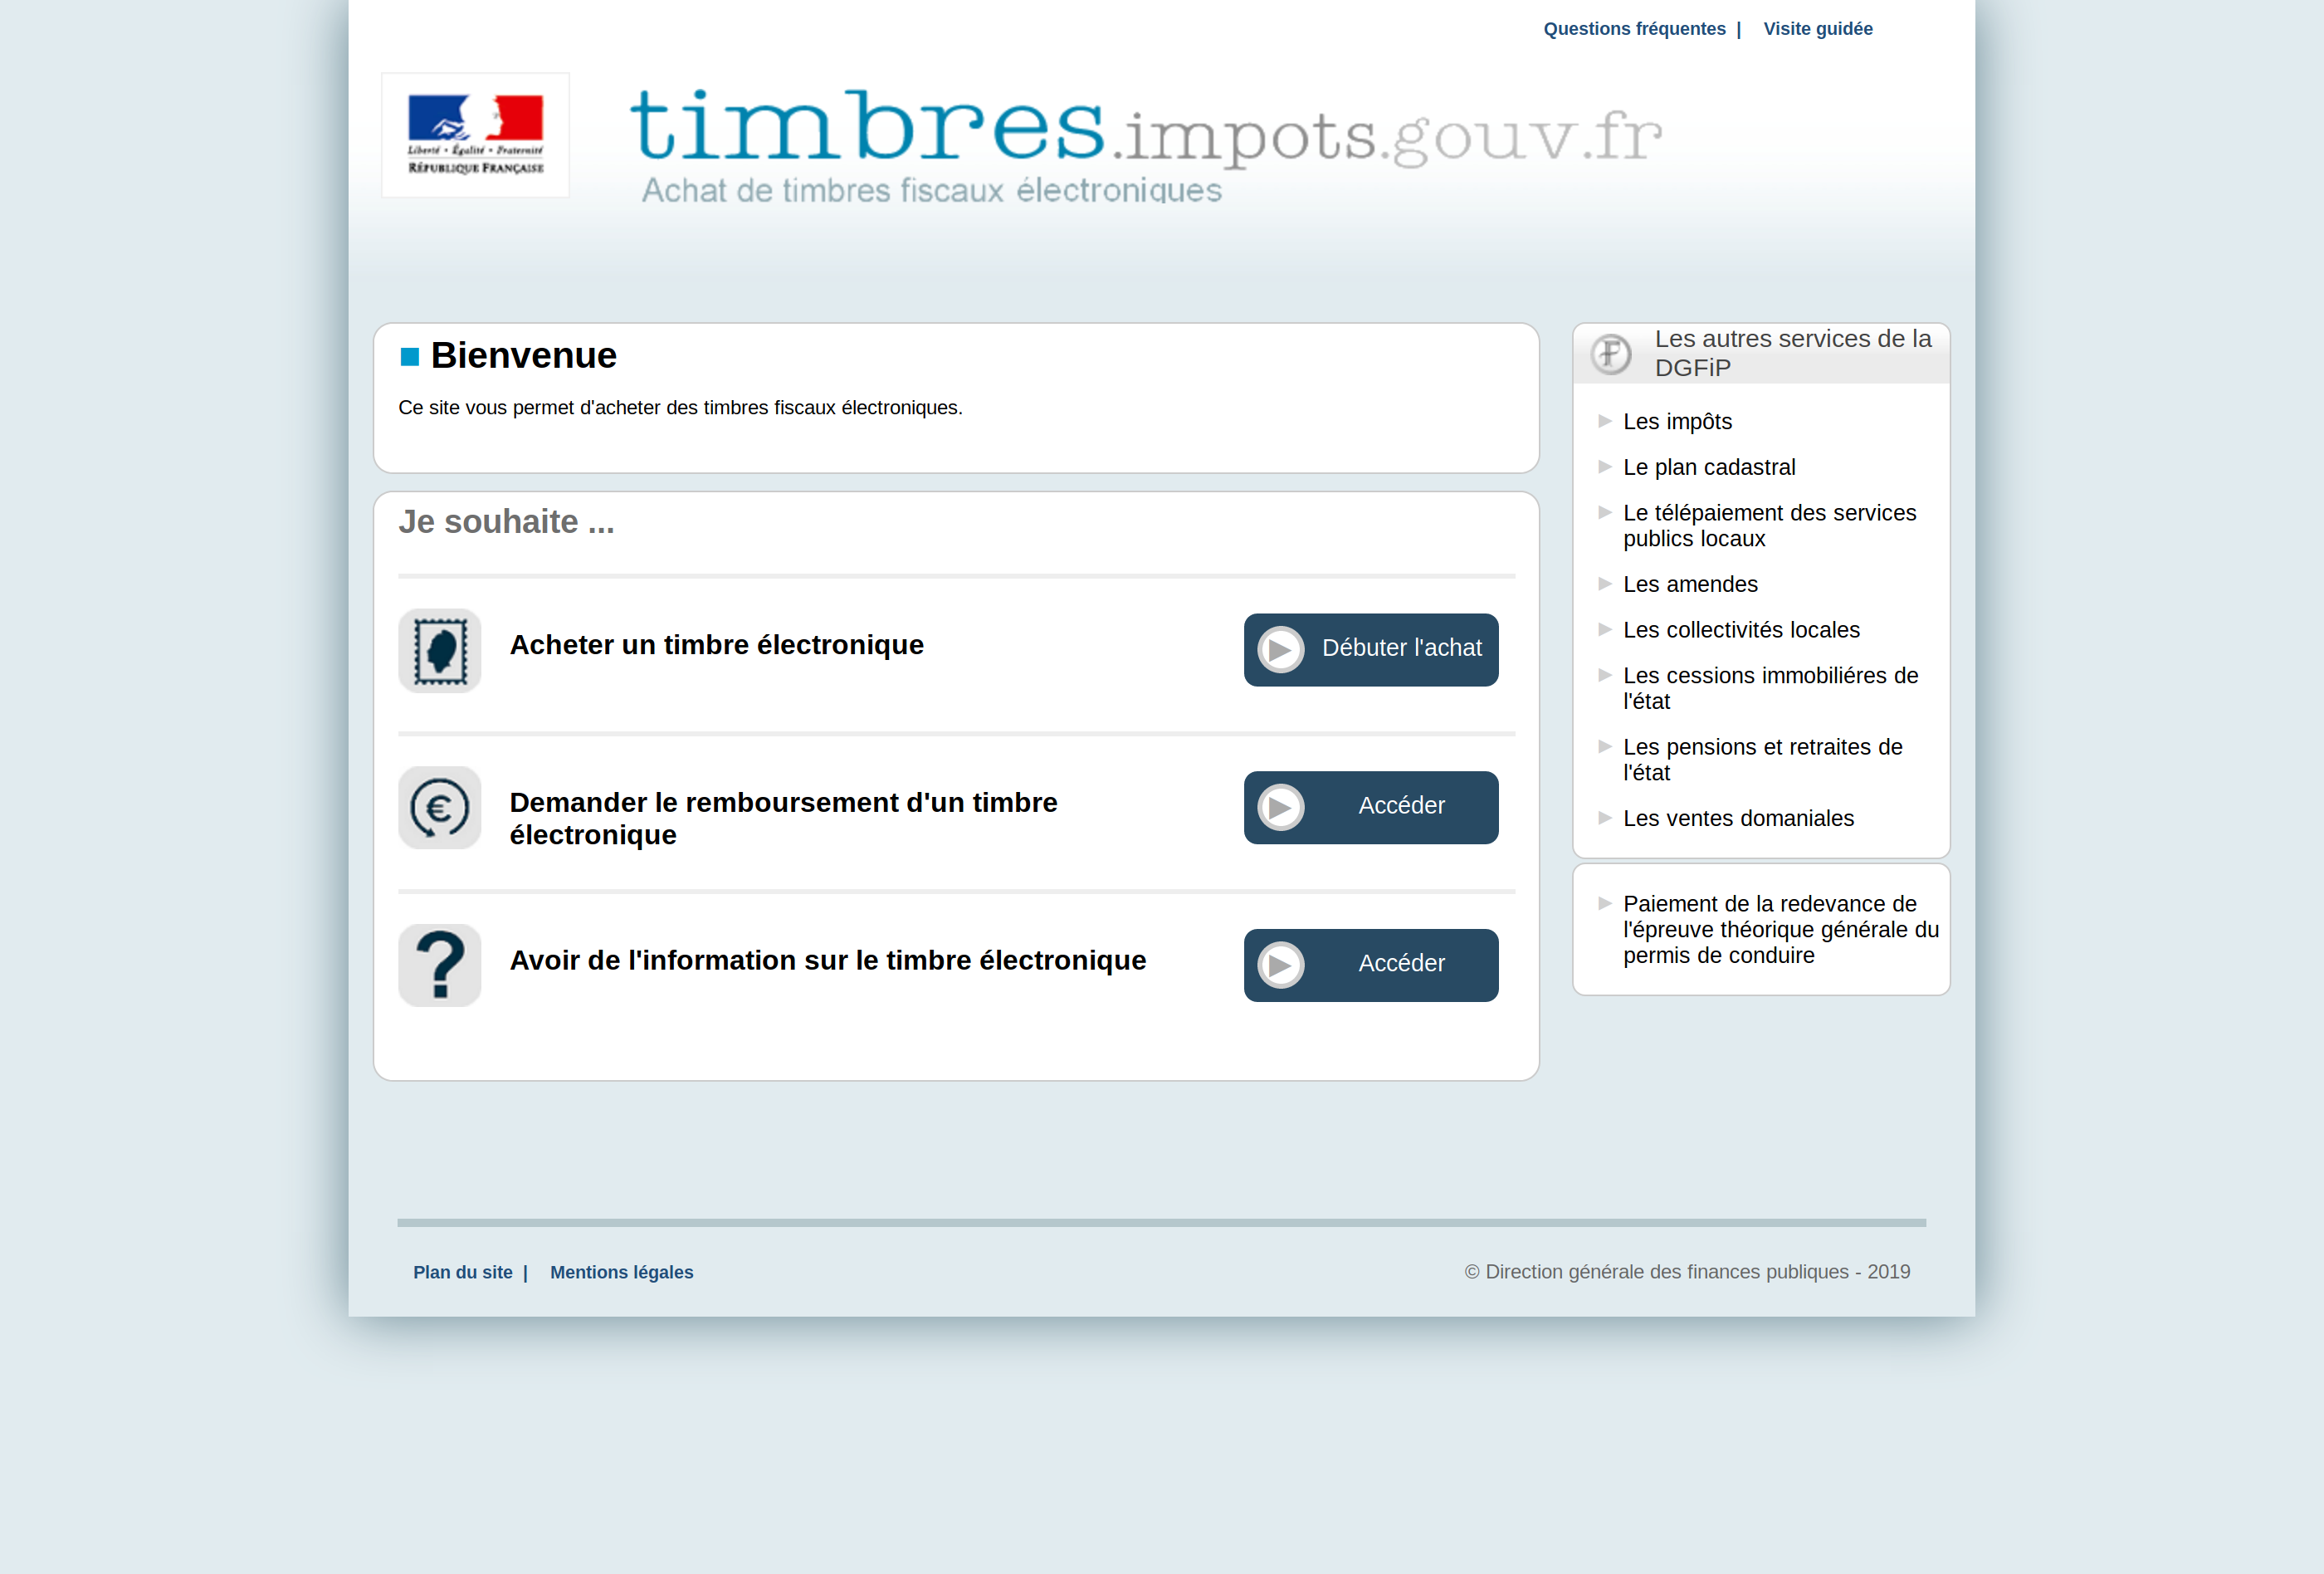 Questions fréquentes | Visite guidée
Liberté • Égalité • Fraternité
RÉPUBLIQUE FRANÇAISE
timbres.impots.gouv.fr
Achat de timbres fiscaux électroniques
Bienvenue
Ce site vous permet d'acheter des timbres fiscaux électroniques.
Je souhaite ...
Acheter un timbre électronique
Débuter l'achat
Demander le remboursement d'un timbre
électronique
Accéder
Avoir de l'information sur le timbre électronique
Accéder
Les autres services de la
DGFiP
Les impôts
Le plan cadastral
Le télépaiement des services
publics locaux
Les amendes
Les collectivités locales
Les cessions immobiliéres de
l'état
Les pensions et retraites de
l'état
Les ventes domaniales
Paiement de la redevance de
l'épreuve théorique générale du
permis de conduire
Plan du site | Mentions légales
© Direction générale des finances publiques - 2019